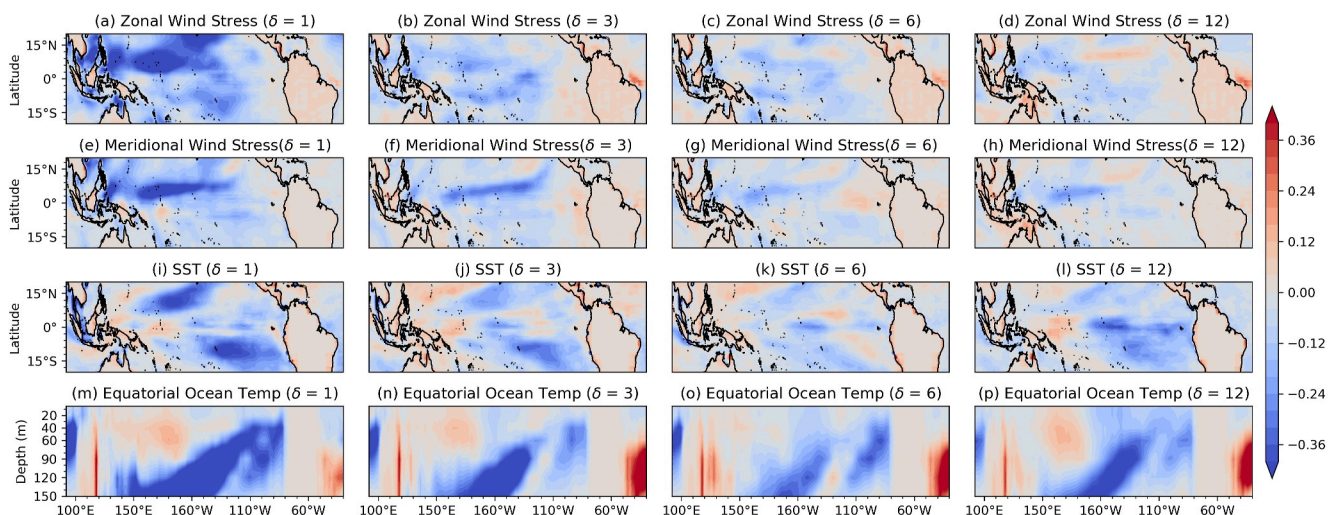 (a) Zonal Wind Stress (δ = 1) (b) Zonal Wind Stress (δ = 3) (c) Zonal Wind Stress (δ = 6) (d) Zonal Wind Stress (δ = 12)
15°N
0°
15°S
Latitude
(e) Meridional Wind Stress(δ = 1) (f) Meridional Wind Stress(δ = 3) (g) Meridional Wind Stress(δ = 6) (h) Meridional Wind Stress(δ = 12)
15°N
0°
15°S
Latitude
(i) SST (δ = 1) (j) SST (δ = 3) (k) SST (δ = 6) (l) SST (δ = 12)
15°N
0°
15°S
Latitude
(m) Equatorial Ocean Temp (δ = 1) (n) Equatorial Ocean Temp (δ = 3) (o) Equatorial Ocean Temp (δ = 6) (p) Equatorial Ocean Temp (δ = 12)
20
40
60
90
120
150
Depth (m)
100°E 150°E 160°W 110°W 60°W 100°E 150°E 160°W 110°W 60°W 100°E 150°E 160°W 110°W 60°W 100°E 150°E 160°W 110°W 60°W
0.36
0.24
0.12
0.00
−0.12
−0.24
−0.36